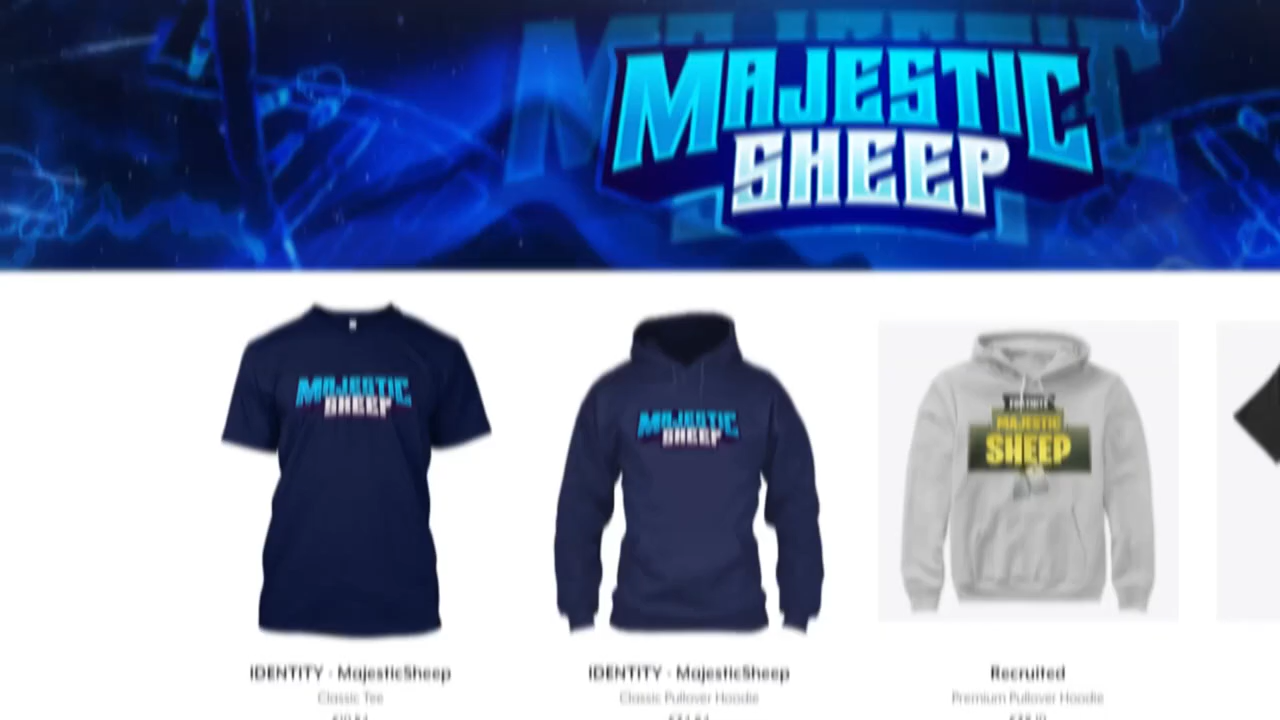 MAJESTIC
SHEEP
MAJESTIC
SHEEP
MAJESTIC
SHEEP
MAJESTIC
SHEEP
IDENTITY - MajesticSheep
IDENTITY - MajesticSheep
Recruited
Classic Tee
Classic Pullover Hoodie
Premium Pullover Hoodie